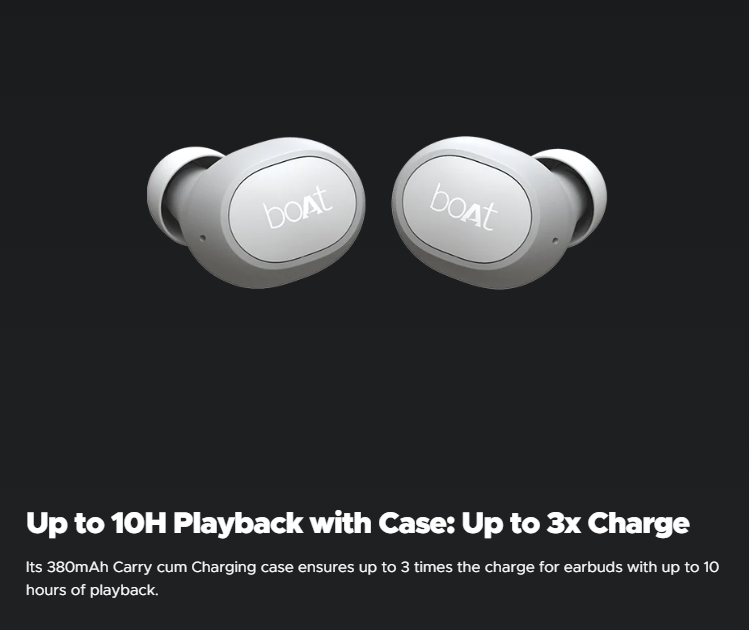 boAt boAt
Up to 10H Playback with Case: Up to 3x Charge
Its 380mAh Carry cum Charging case ensures up to 3 times the charge for earbuds with up to 10
hours of playback.